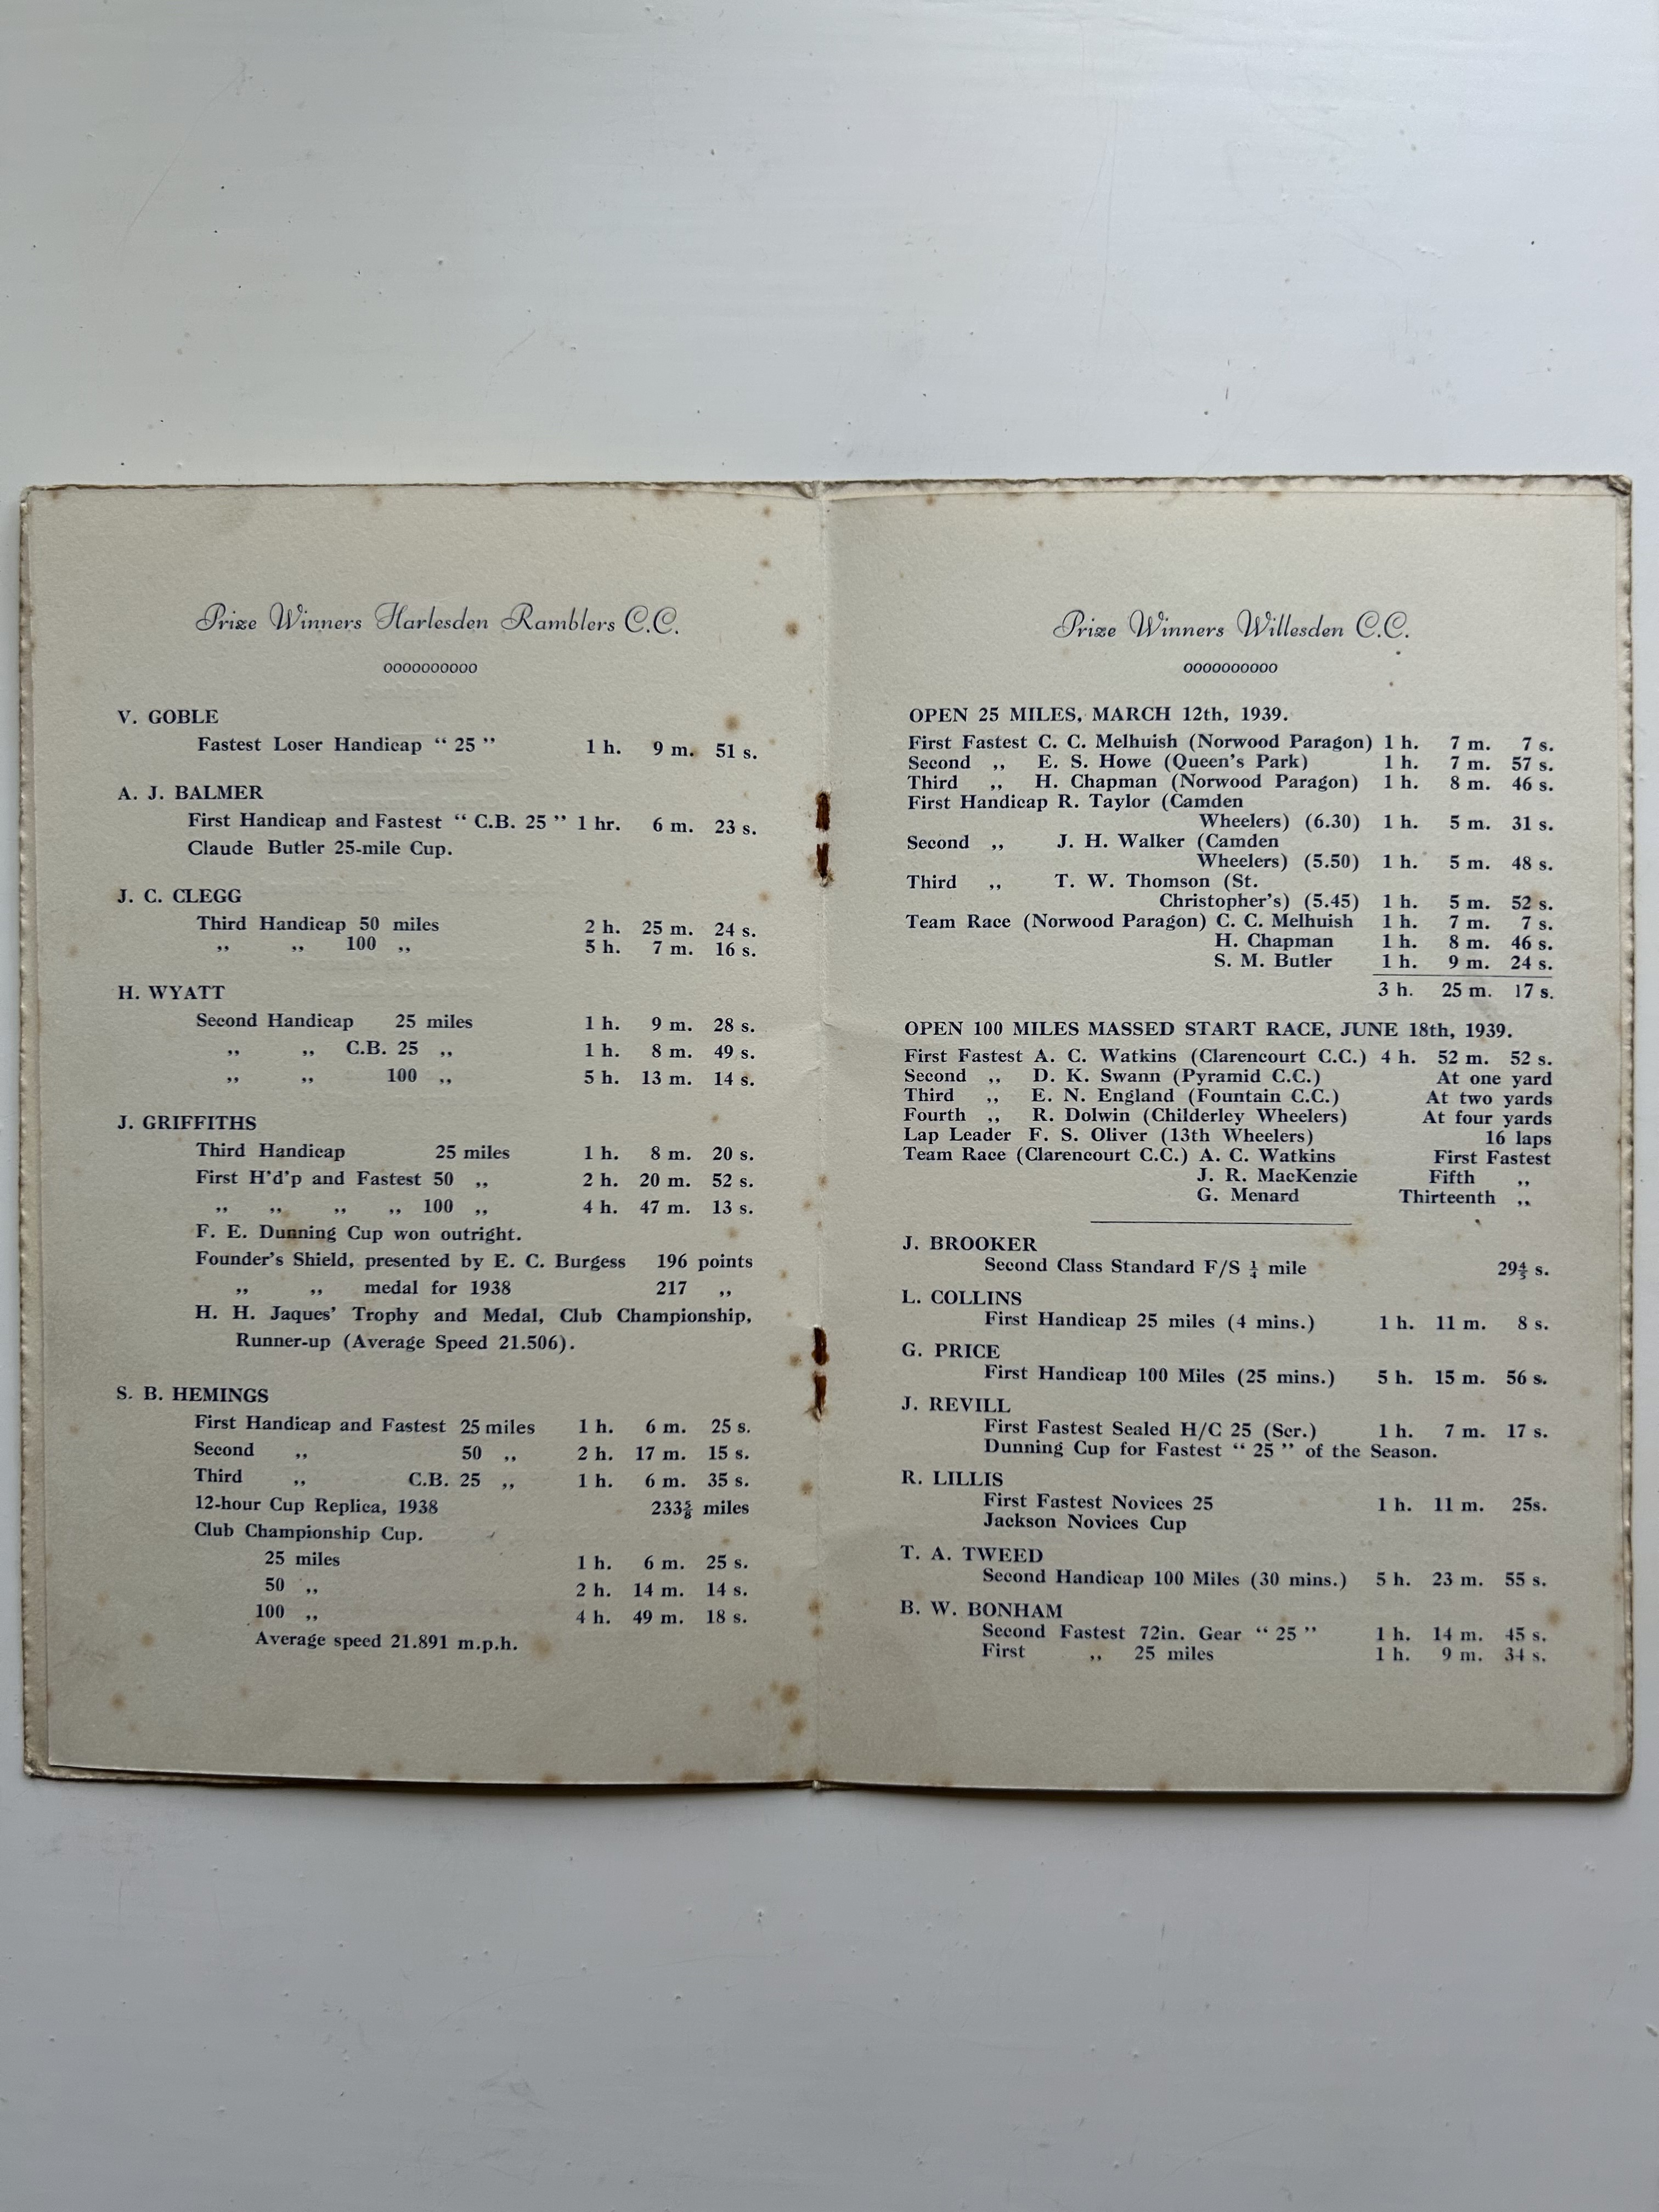 Prize Winners Harlesden Ramblers C.C.
oooooooooo
V. GOBLE
Fastest Loser Handicap “ 25 ” 1 h. 9 m. 51 s.
A. J. BALMER
First Handicap and Fastest “ C.B. 25 ” 1 hr. 6 m. 23 s.
Claude Butler 25-mile Cup.
J. C. CLEGG
Third Handicap 50 miles 2 h. 25 m. 24 s.
,, ,, 100 ,, 5 h. 7 m. 16 s.
H. WYATT
Second Handicap 25 miles 1 h. 9 m. 28 s.
,, ,, C.B. 25 ,, 1 h. 8 m. 49 s.
,, ,, 100 ,, 5 h. 13 m. 14 s.
J. GRIFFITHS
Third Handicap 25 miles 1 h. 8 m. 20 s.
First H'd'p and Fastest 50 ,, 2 h. 20 m. 52 s.
,, ,, ,, ,, 100 ,, 4 h. 47 m. 13 s.
F. E. Dunning Cup won outright.
Founder's Shield, presented by E. C. Burgess 196 points
,, ,, medal for 1938 217 ,,
H. H. Jaques' Trophy and Medal, Club Championship,
Runner-up (Average Speed 21.506).
S. B. HEMINGS
First Handicap and Fastest 25 miles 1 h. 6 m. 25 s.
Second ,, 50 ,, 2 h. 17 m. 15 s.
Third ,, C.B. 25 ,, 1 h. 6 m. 35 s.
12-hour Cup Replica, 1938 233⅝ miles
Club Championship Cup.
25 miles 1 h. 6 m. 25 s.
50 ,, 2 h. 14 m. 14 s.
100 ,, 4 h. 49 m. 18 s.
Average speed 21.891 m.p.h.
Prize Winners Willesden C.C.
oooooooooo
OPEN 25 MILES, MARCH 12th, 1939.
First Fastest C. C. Melhuish (Norwood Paragon) 1 h. 7 m. 7 s.
Second ,, E. S. Howe (Queen's Park) 1 h. 7 m. 57 s.
Third ,, H. Chapman (Norwood Paragon) 1 h. 8 m. 46 s.
First Handicap R. Taylor (Camden
Wheelers) (6.30) 1 h. 5 m. 31 s.
Second ,, J. H. Walker (Camden
Wheelers) (5.50) 1 h. 5 m. 48 s.
Third ,, T. W. Thomson (St.
Christopher's) (5.45) 1 h. 5 m. 52 s.
Team Race (Norwood Paragon) C. C. Melhuish 1 h. 7 m. 7 s.
H. Chapman 1 h. 8 m. 46 s.
S. M. Butler 1 h. 9 m. 24 s.
3 h. 25 m. 17 s.
OPEN 100 MILES MASSED START RACE, JUNE 18th, 1939.
First Fastest A. C. Watkins (Clarencourt C.C.) 4 h. 52 m. 52 s.
Second ,, D. K. Swann (Pyramid C.C.) At one yard
Third ,, E. N. England (Fountain C.C.) At two yards
Fourth ,, R. Dolwin (Childerley Wheelers) At four yards
Lap Leader F. S. Oliver (13th Wheelers) 16 laps
Team Race (Clarencourt C.C.) A. C. Watkins First Fastest
J. R. MacKenzie Fifth ,,
G. Menard Thirteenth ,,
J. BROOKER
Second Class Standard F/S ¼ mile 29⅘ s.
L. COLLINS
First Handicap 25 miles (4 mins.) 1 h. 11 m. 8 s.
G. PRICE
First Handicap 100 Miles (25 mins.) 5 h. 15 m. 56 s.
J. REVILL
First Fastest Sealed H/C 25 (Scr.) 1 h. 7 m. 17 s.
Dunning Cup for Fastest “ 25 ” of the Season.
R. LILLIS
First Fastest Novices 25 1 h. 11 m. 25s.
Jackson Novices Cup
T. A. TWEED
Second Handicap 100 Miles (30 mins.) 5 h. 23 m. 55 s.
B. W. BONHAM
Second Fastest 72in. Gear “ 25 ” 1 h. 14 m. 45 s.
First ,, 25 miles 1 h. 9 m. 34 s.